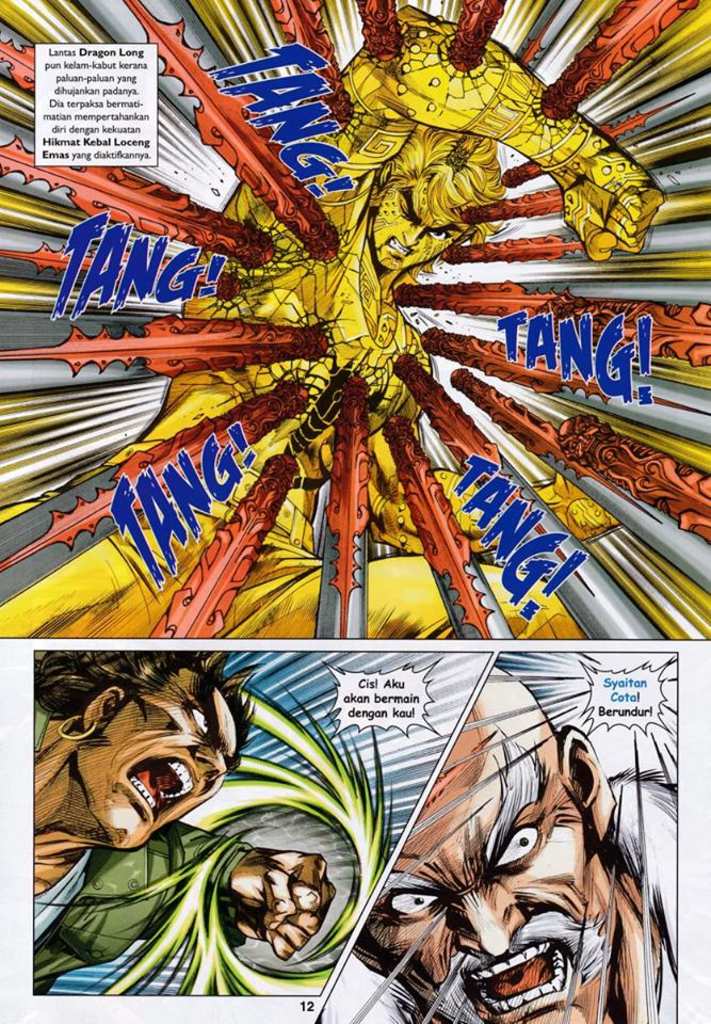 Lantas Dragon Long
pun kelam-kabut kerana
paluan-paluan yang
dihujankan padanya.
Dia terpaksa bermati-
matian mempertahankan
diri dengan kekuatan
Hikmat Kebal Loceng
Emas yang diaktifkannya.
TANG!
TANG!
TANG!
TANG!
TANG!
Cis! Aku
akan bermain
dengan kau!
Syaitan
Cota!
Berundur!
12